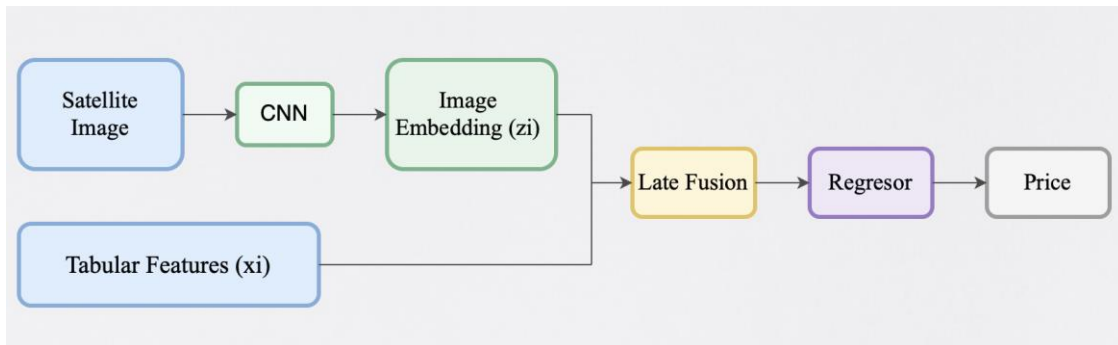 Satellite
Image
CNN
Image
Embedding (zi)
Tabular Features (xi)
Late Fusion
Regresor
Price